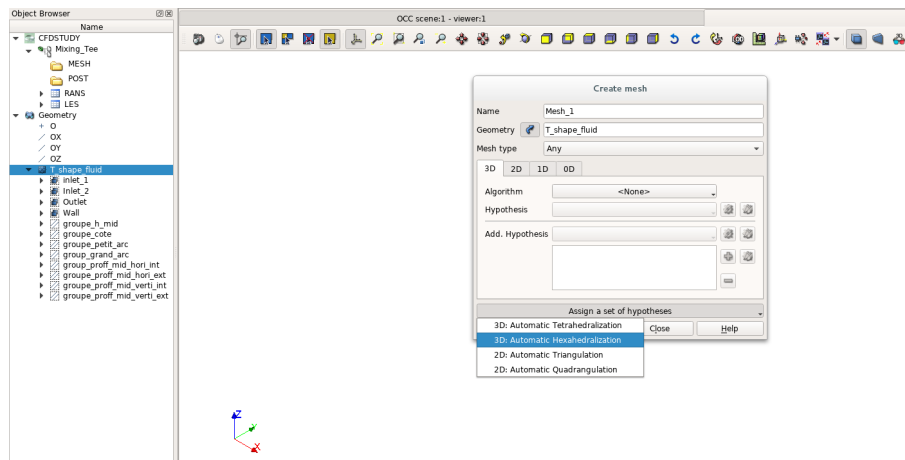 Object Browser
OCC scene:1 - viewer:1
Name
CFDSTUDY
Mixing_Tee
MESH
POST
RANS
LES
Geometry
O
OX
OY
OZ
T_shape_fluid
inlet_1
Inlet_2
Outlet
Wall
groupe_h_mid
groupe_cote
groupe_petit_arc
group_grand_arc
group_proff_mid_hori_int
groupe_proff_mid_hori_ext
groupe_proff_mid_verti_int
groupe_proff_mid_verti_ext
Create mesh
Name Mesh_1
Geometry T_shape_fluid
Mesh type Any
3D 2D 1D 0D
Algorithm <None>
Hypothesis
Add. Hypothesis
Assign a set of hypotheses
3D: Automatic Tetrahedralization
3D: Automatic Hexahedralization
2D: Automatic Triangulation
2D: Automatic Quadrangulation
Close Help
Z
Y
X